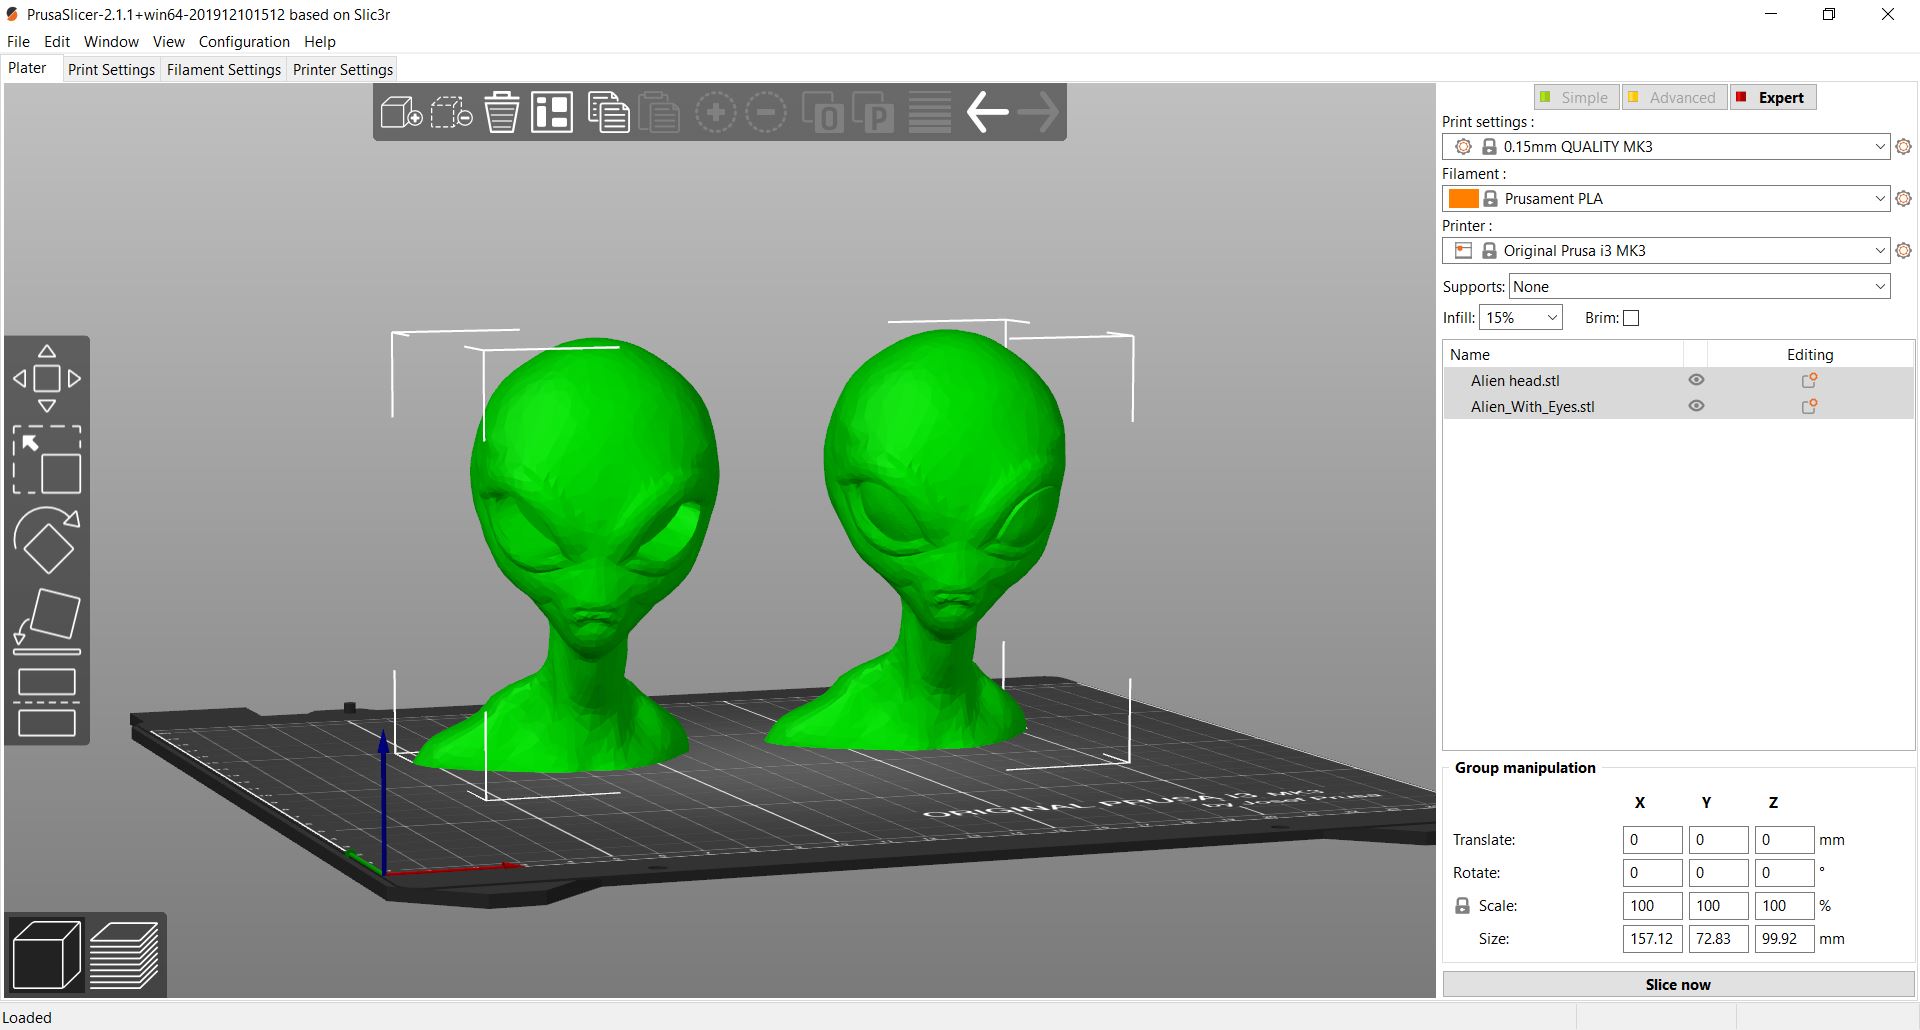 PrusaSlicer-2.1.1+win64-201912101512 based on Slic3r
File Edit Window View Configuration Help
Plater Print Settings Filament Settings Printer Settings
Simple Advanced Expert
Print settings :
0.15mm QUALITY MK3
Filament :
Prusament PLA
Printer :
Original Prusa i3 MK3
Supports: None
Infill: 15% Brim:
Name Editing
Alien head.stl
Alien_With_Eyes.stl
ORIGINAL PRUSA i3 MK3
by Josef Prusa
Group manipulation
X Y Z
Translate: 0 0 0 mm
Rotate: 0 0 0 °
Scale: 100 100 100 %
Size: 157.12 72.83 99.92 mm
Slice now
Loaded